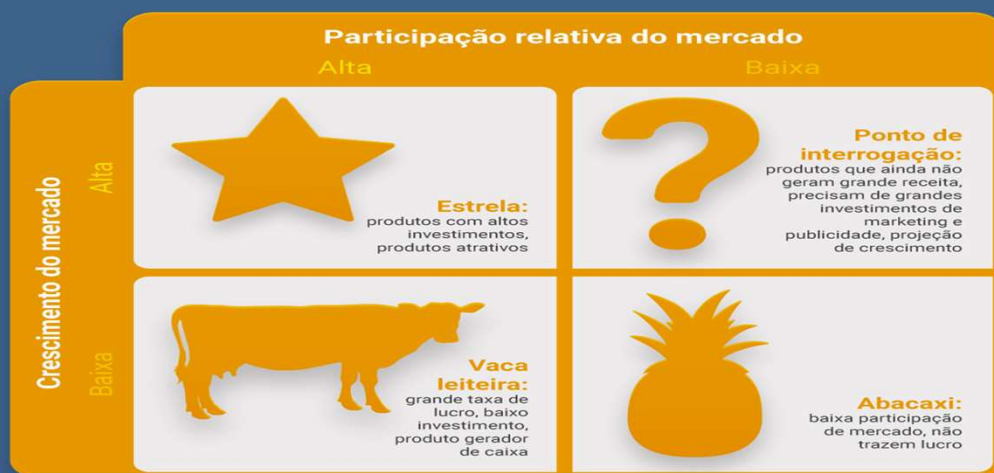 Participação relativa do mercado
Alta
Baixa
Crescimento do mercado
Alta
Baixa
Estrela:
produtos com altos
investimentos,
produtos atrativos
Ponto de
interrogação:
produtos que ainda não
geram grande receita,
precisam de grandes
investimentos de
marketing e
publicidade, projeção
de crescimento
Vaca
leiteira:
grande taxa de
lucro, baixo
investimento,
produto gerador
de caixa
Abacaxi:
baixa participação
de mercado, não
trazem lucro